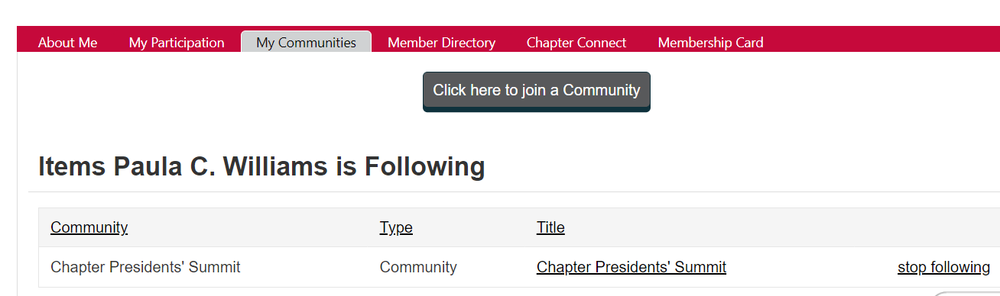 About Me My Participation My Communities Member Directory Chapter Connect Membership Card
Click here to join a Community
Items Paula C. Williams is Following
Community Type Title
Chapter Presidents' Summit Community Chapter Presidents' Summit stop following